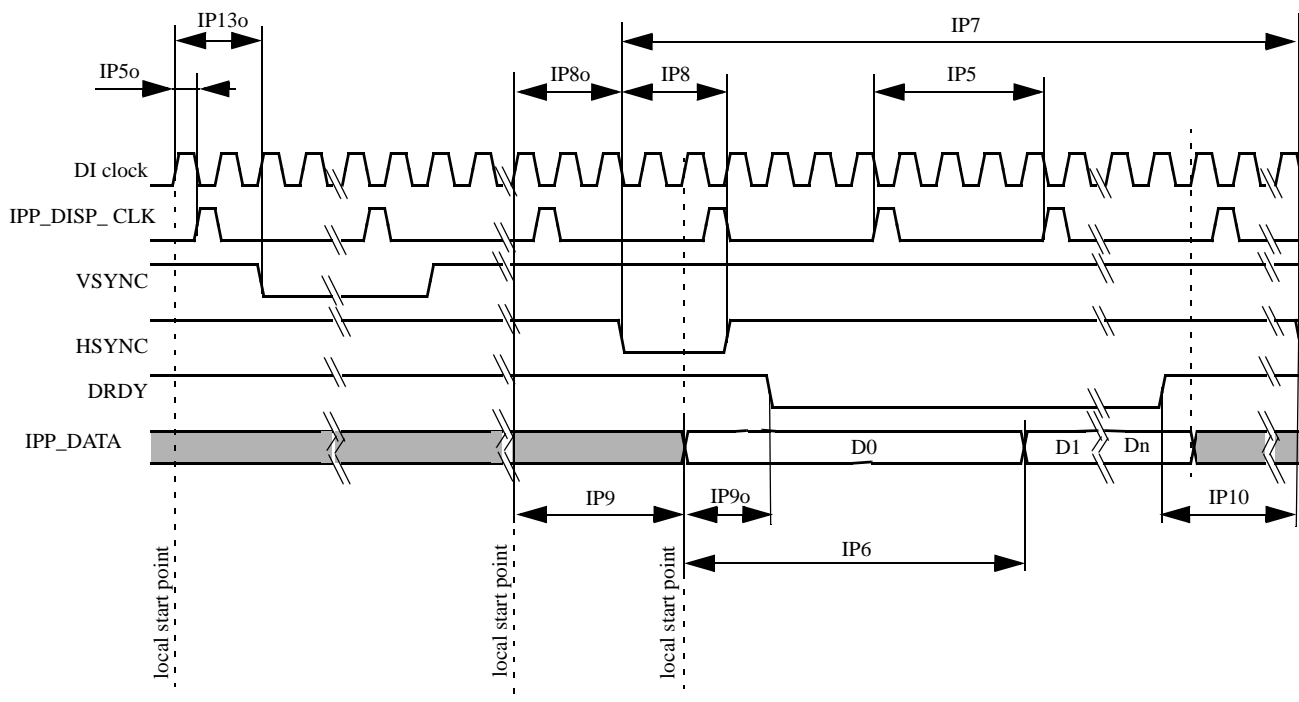 IP13o
IP7
IP5o
IP8o
IP8
IP5
DI clock
IPP_DISP_ CLK
VSYNC
HSYNC
DRDY
IPP_DATA
D0
D1
Dn
IP9
IP9o
IP10
IP6
local start point
local start point
local start point